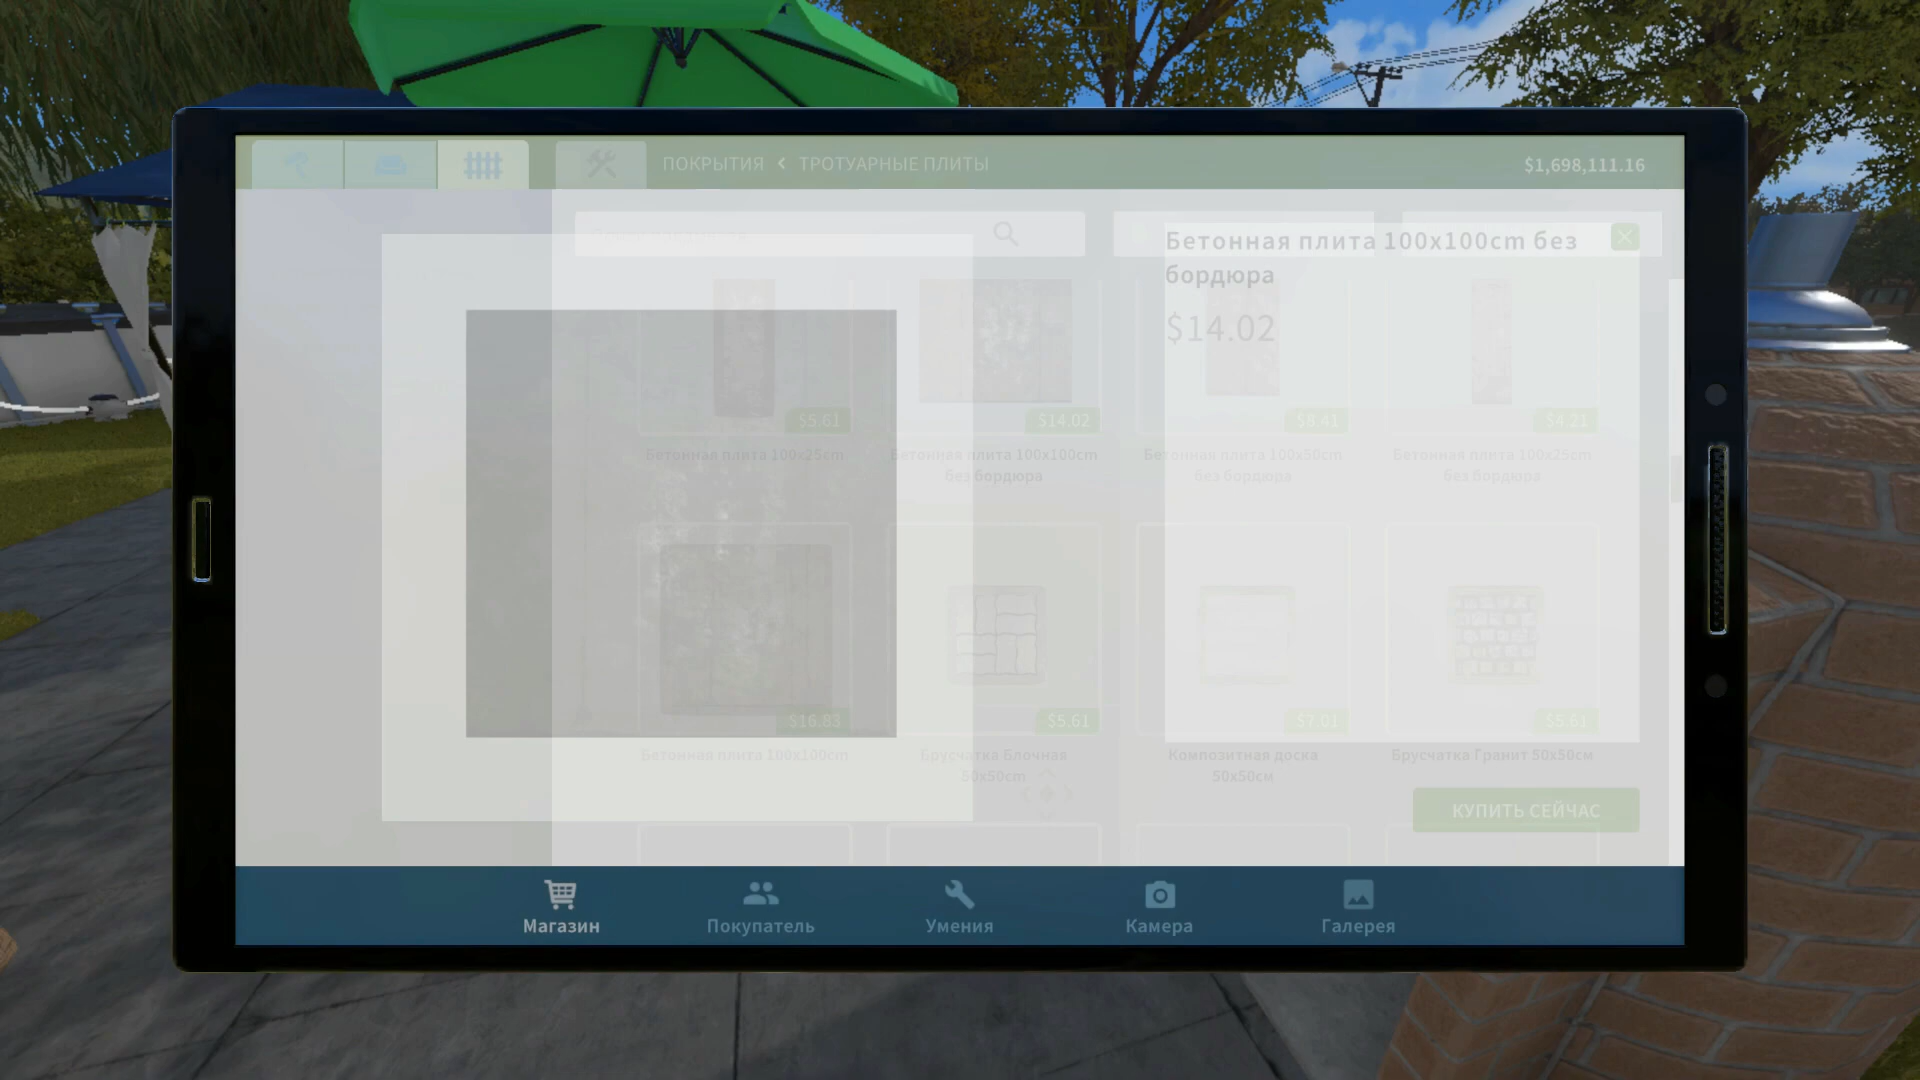 ПОКРЫТИЯ < ТРОТУАРНЫЕ ПЛИТЫ
$1,698,111.16
Бетонная плита 100x100cm без
бордюра
$14.02
$5.61
$14.02
$8.41
$4.21
Бетонная плита 100x25cm
Бетонная плита 100x100cm
без бордюра
Бетонная плита 100x50cm
без бордюра
Бетонная плита 100x25cm
без бордюра
$16.83
$5.61
$7.01
$5.61
Бетонная плита 100x100cm
Брусчатка Блочная
50x50cm
Композитная доска
50x50см
Брусчатка Гранит 50x50см
КУПИТЬ СЕЙЧАС
Магазин
Покупатель
Умения
Камера
Галерея